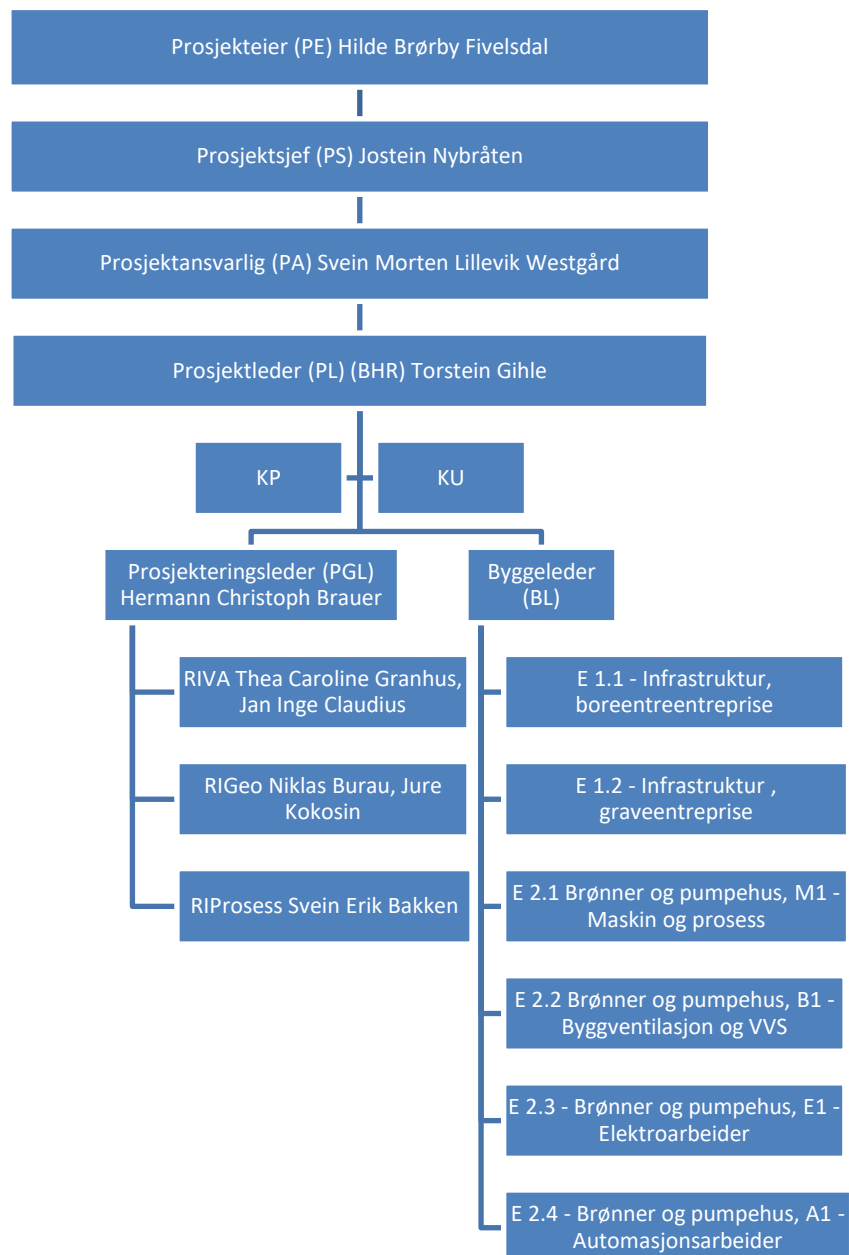 Prosjekteier (PE) Hilde Brørby Fivelsdal
Prosjektsjef (PS) Jostein Nybråten
Prosjektansvarlig (PA) Svein Morten Lillevik Westgård
Prosjektleder (PL) (BHR) Torstein Gihle
KP
KU
Prosjekteringsleder (PGL)
Hermann Christoph Brauer
RIVA Thea Caroline Granhus,
Jan Inge Claudius
RIGeo Niklas Burau, Jure
Kokosin
RIProsess Svein Erik Bakken
Byggeleder
(BL)
E 1.1 - Infrastruktur,
boreentreentreprise
E 1.2 - Infrastruktur ,
graveentreprise
E 2.1 Brønner og pumpehus, M1 -
Maskin og prosess
E 2.2 Brønner og pumpehus, B1 -
Byggventilasjon og VVS
E 2.3 - Brønner og pumpehus, E1 -
Elektroarbeider
E 2.4 - Brønner og pumpehus, A1 -
Automasjonsarbeider